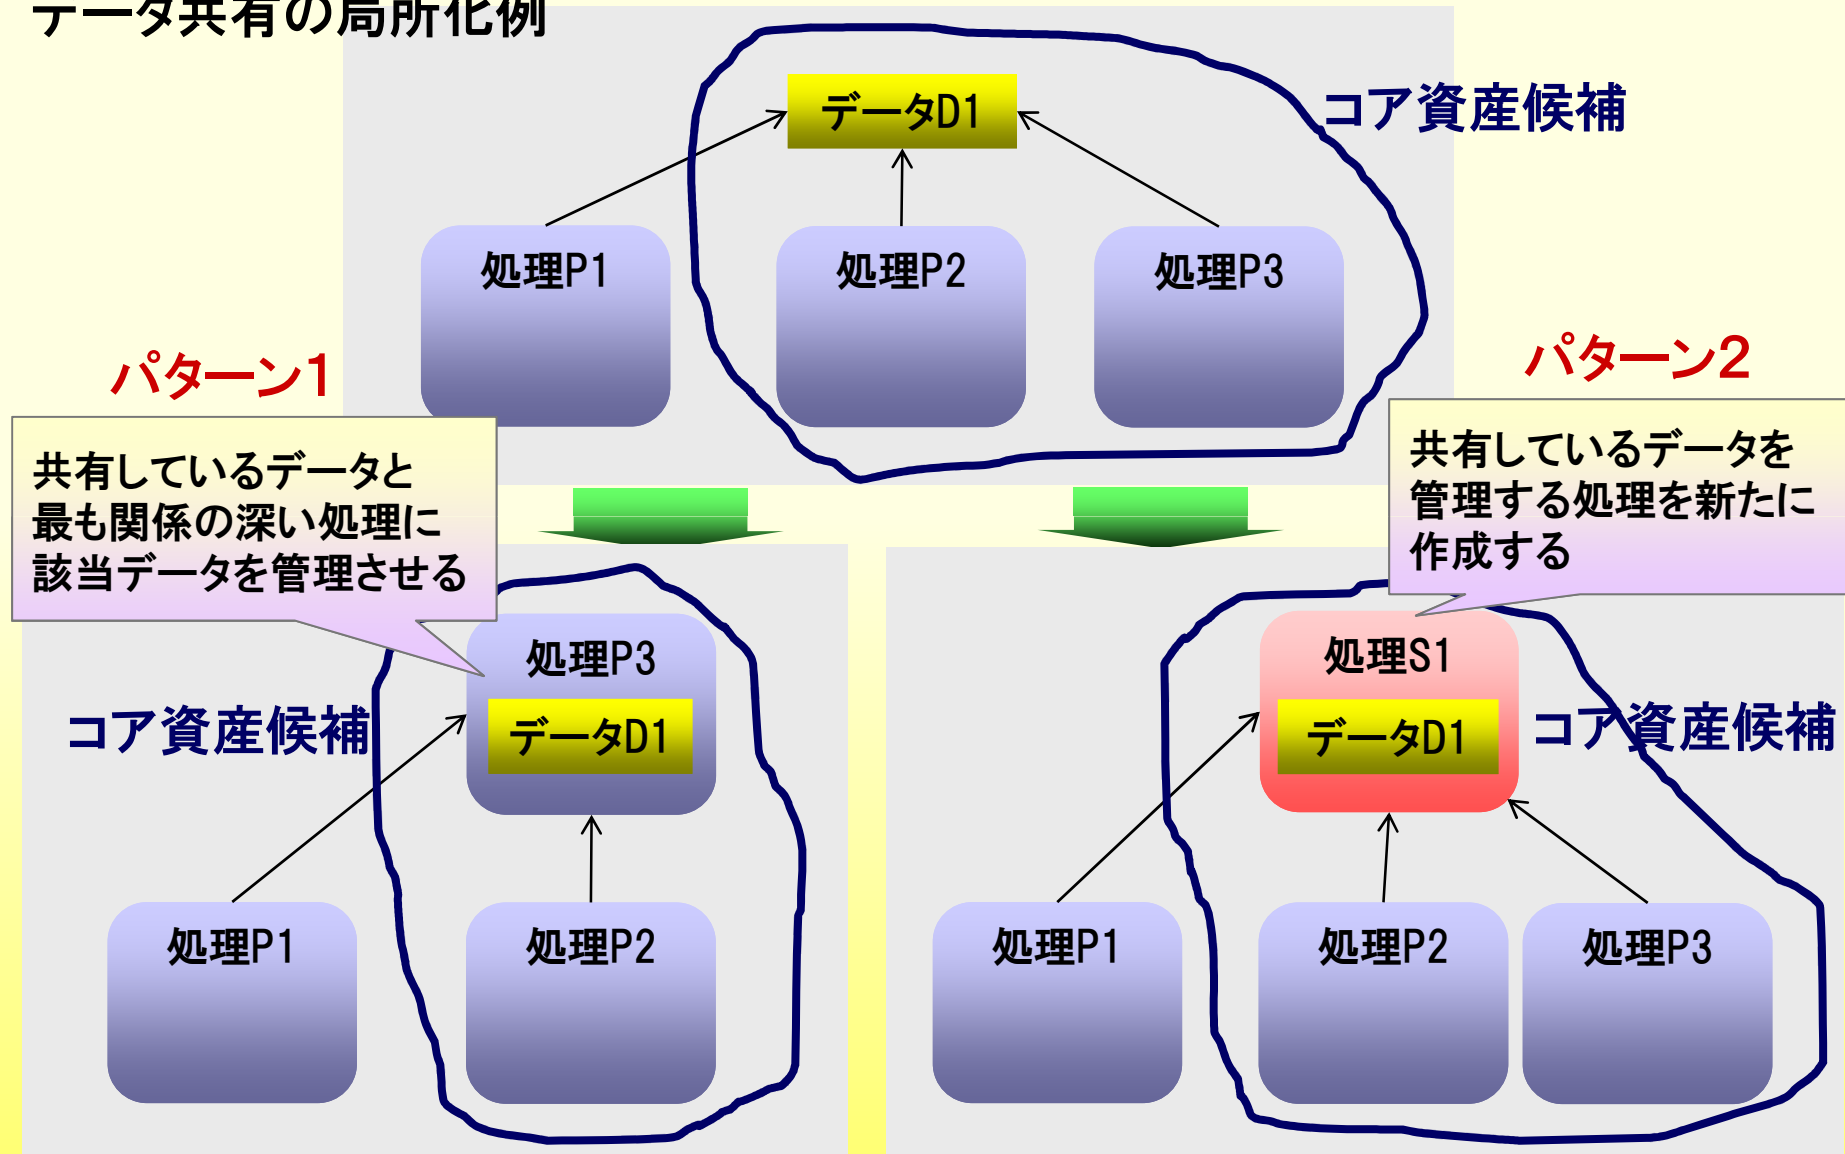 データ共有の局所化例
データD1
コア資産候補
処理P1
処理P2
処理P3
パターン1
パターン2
共有しているデータと
最も関係の深い処理に
該当データを管理させる
共有しているデータを
管理する処理を新たに
作成する
処理P3
データD1
コア資産候補
処理P1
処理P2
処理S1
データD1
コア資産候補
処理P1
処理P2
処理P3